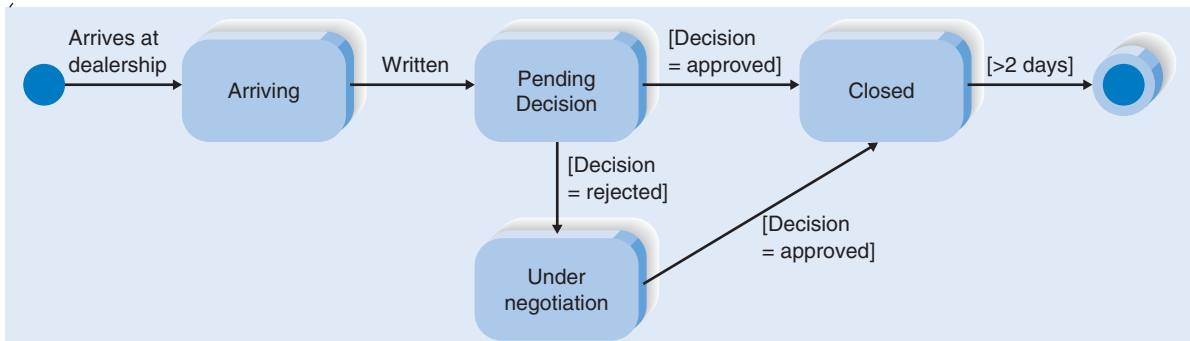 Arrives at
dealership
Arriving
Written
Pending
Decision
[Decision
= approved]
Closed
[>2 days]
[Decision
= rejected]
Under
negotiation
[Decision
= approved]